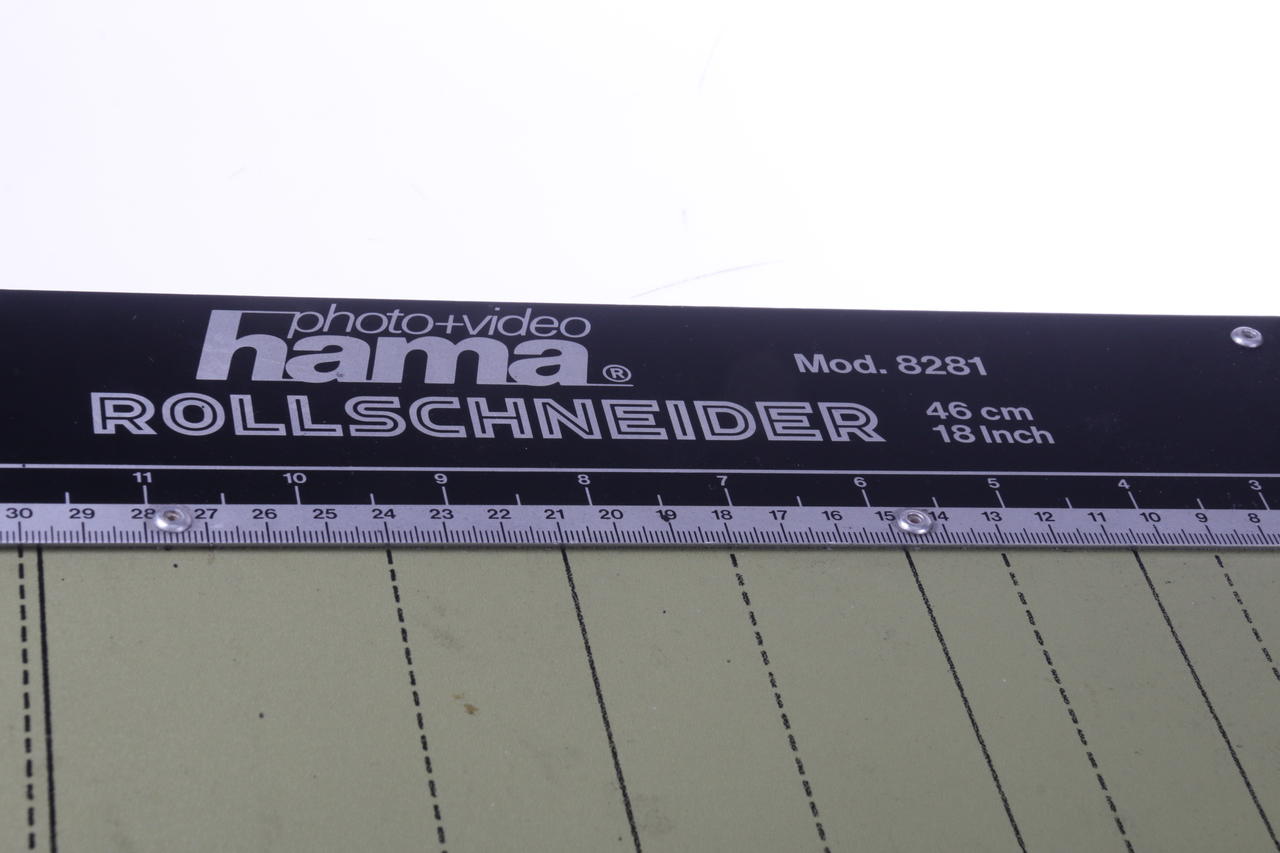 photo+video
hama®
Mod. 8281
ROLLSCHNEIDER
46 cm
18 Inch
11 10 9 8 7 6 5 4 3
30 29 28 27 26 25 24 23 22 21 20 19 18 17 16 15 14 13 12 11 10 9 8